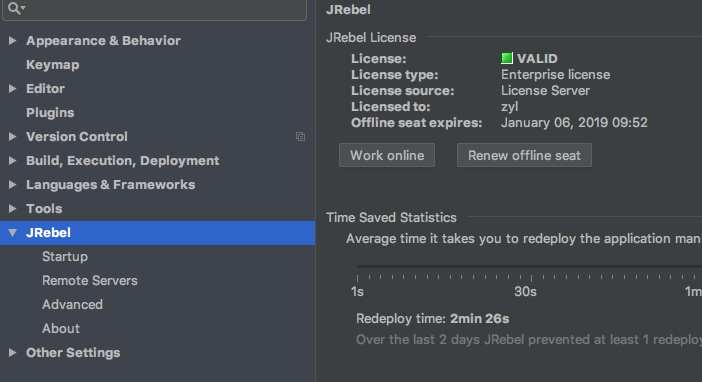 Appearance & Behavior
Keymap
Editor
Plugins
Version Control
Build, Execution, Deployment
Languages & Frameworks
Tools
JRebel
Startup
Remote Servers
Advanced
About
Other Settings
JRebel
JRebel License
License: VALID
License type: Enterprise license
License source: License Server
Licensed to: zyl
Offline seat expires: January 06, 2019 09:52
Work online Renew offline seat
Time Saved Statistics
Average time it takes you to redeploy the application man
1s 30s 1m
Redeploy time: 2min 26s
Over the last 2 days JRebel prevented at least 1 redeploy